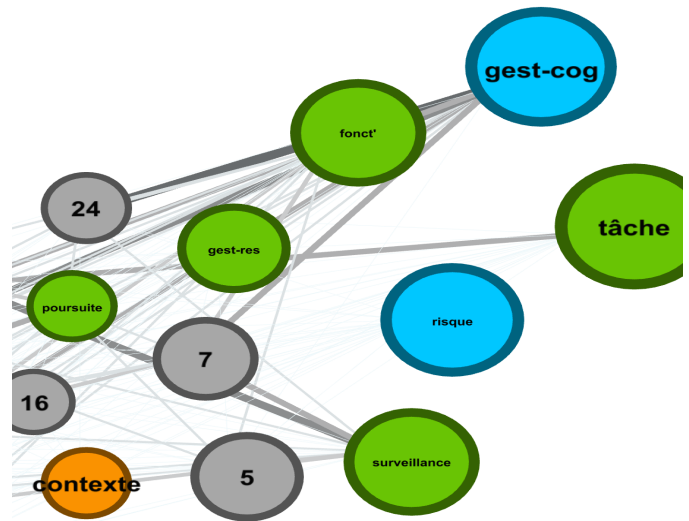 gest-cog
fonct'
24
tâche
gest-res
poursuite
risque
7
16
surveillance
5
contexte